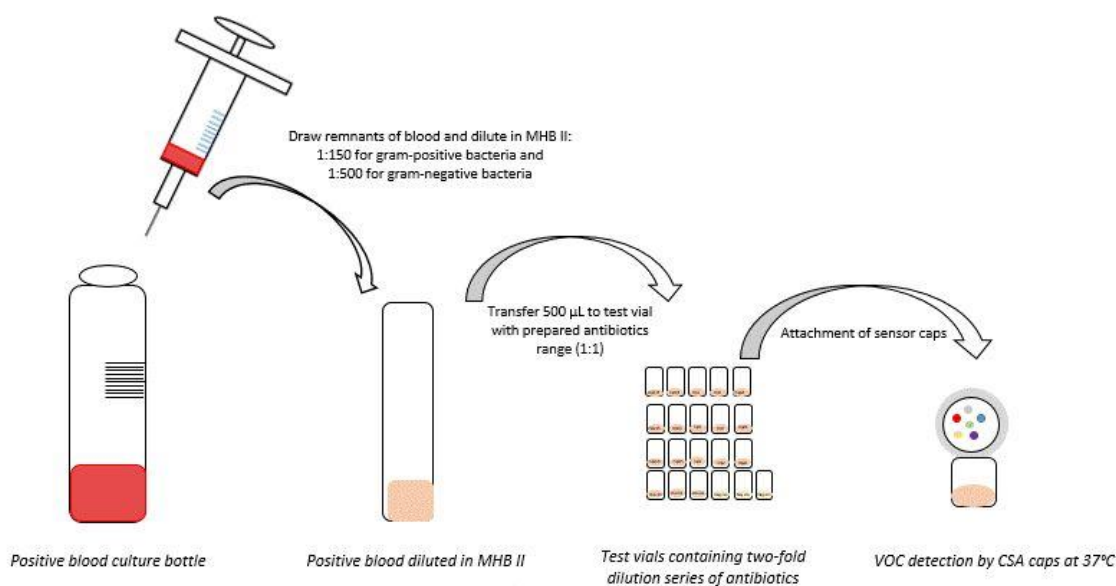 Draw remnants of blood and dilute in MHB II:
1:150 for gram-positive bacteria and
1:500 for gram-negative bacteria
Transfer 500 µL to test vial
with prepared antibiotics
range (1:1)
Attachment of sensor caps
Positive blood culture bottle
Positive blood diluted in MHB II
Test vials containing two-fold
dilution series of antibiotics
VOC detection by CSA caps at 37ºC